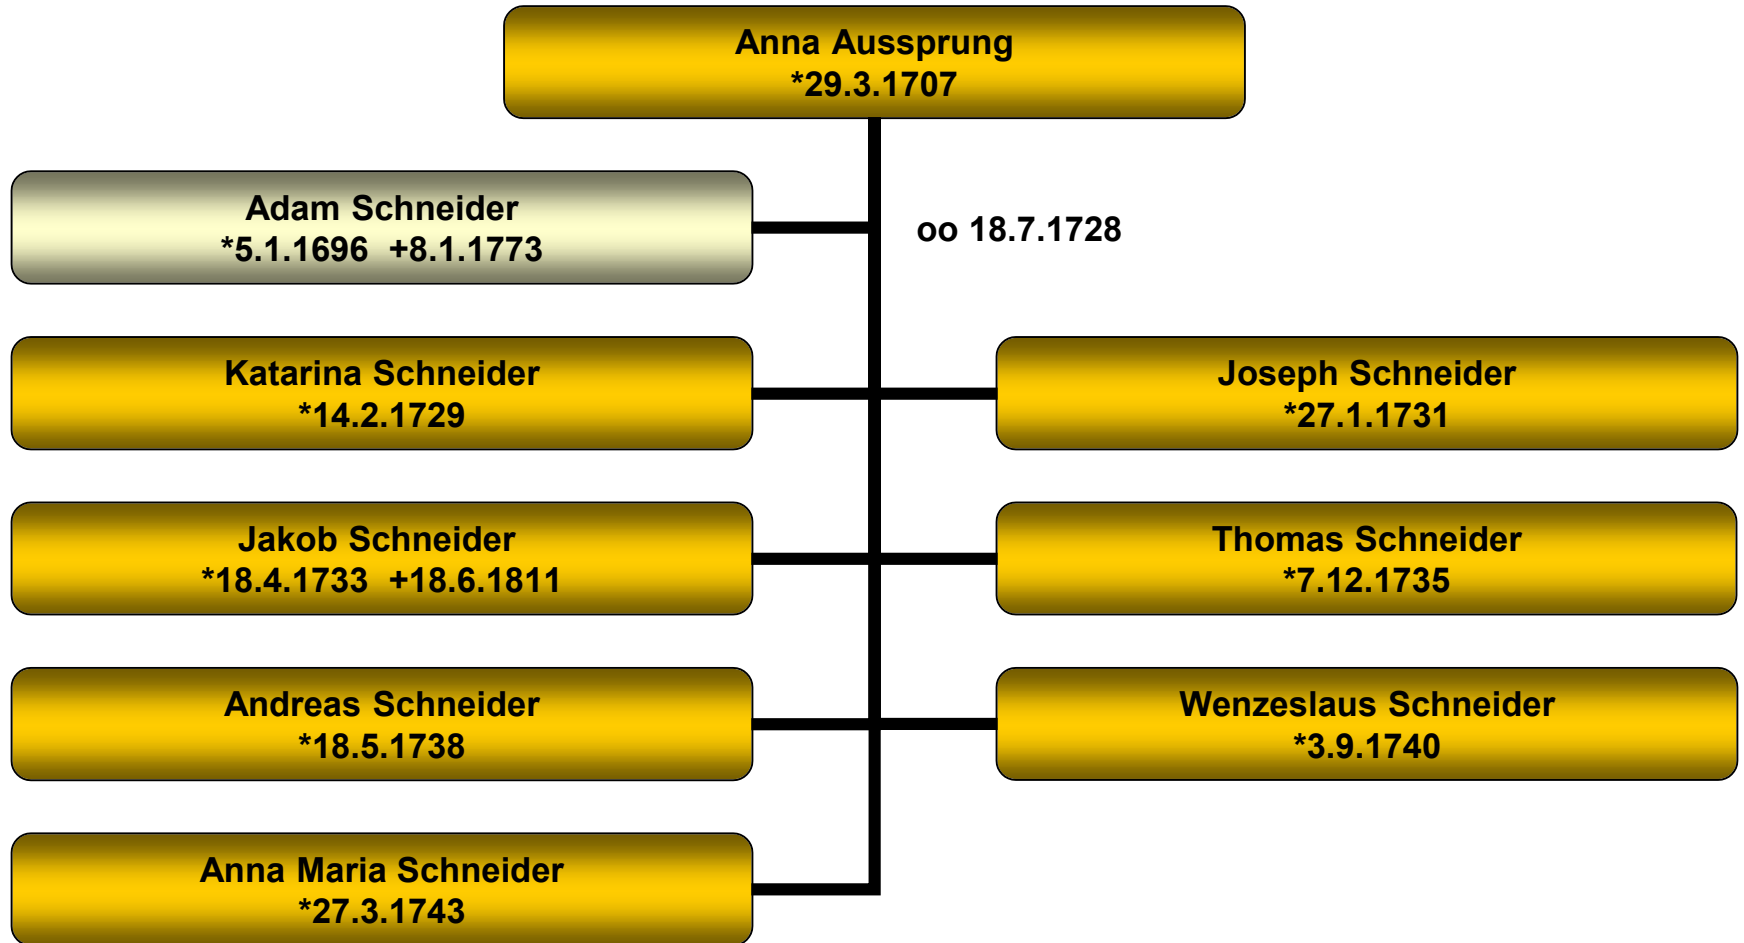 Anna Aussprung
*29.3.1707
Adam Schneider
*5.1.1696  +8.1.1773
oo 18.7.1728
Katarina Schneider
*14.2.1729
Joseph Schneider
*27.1.1731
Jakob Schneider
*18.4.1733  +18.6.1811
Thomas Schneider
*7.12.1735
Andreas Schneider
*18.5.1738
Wenzeslaus Schneider
*3.9.1740
Anna Maria Schneider
*27.3.1743